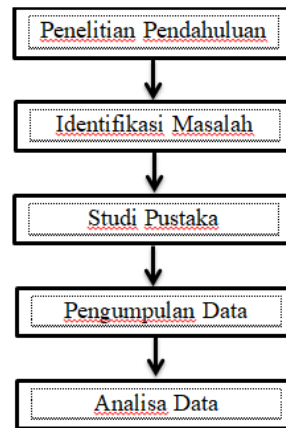 Penelitian Pendahuluan
Identifikasi Masalah
Studi Pustaka
Pengumpulan Data
Analisa Data